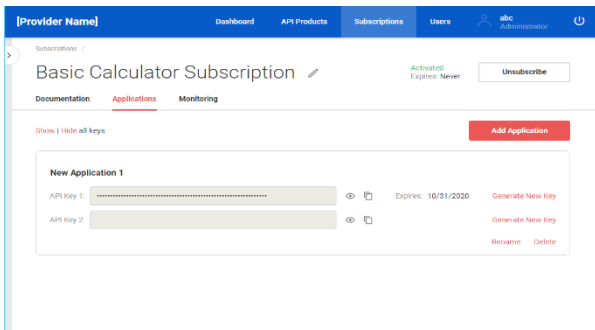 [Provider Name] Dashboard API Products Subscriptions Users abc
Administrator
Subscriptions /
Basic Calculator Subscription
Activated
Expires: Never
Unsubscribe
Documentation Applications Monitoring
Show | Hide all keys
Add Application
New Application 1
API Key 1: Expires: 10/31/2020 Generate New Key
API Key 2: Generate New Key
Rename Delete